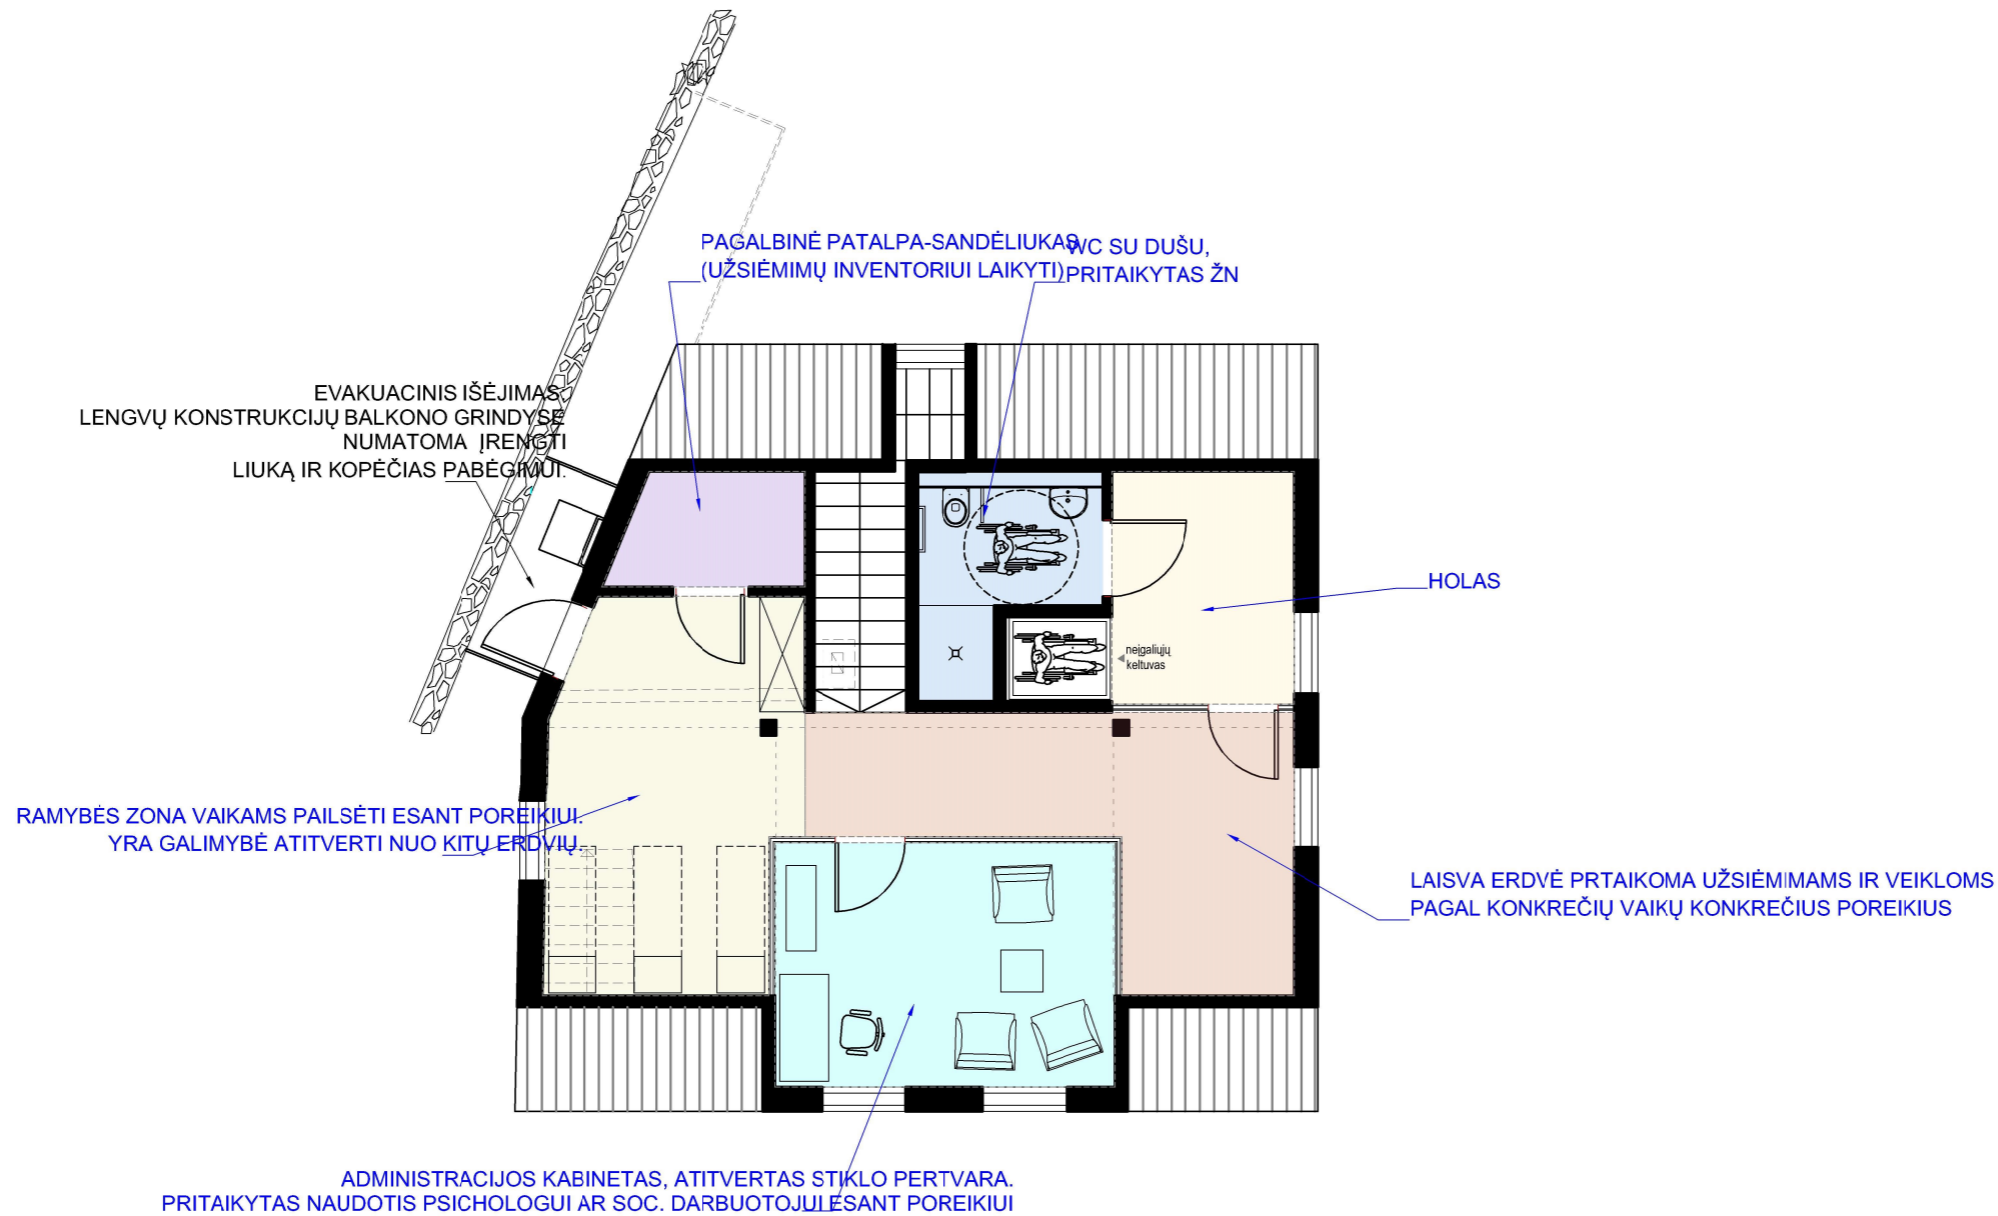 PAGALBINĖ PATALPA-SANDĖLIUKAS
(UŽSIĖMIMŲ INVENTORIUI LAIKYTI)
WC SU DUŠU,
PRITAIKYTAS ŽN
EVAKUACINIS IŠĖJIMAS.
LENGVŲ KONSTRUKCIJŲ BALKONO GRINDYSE
NUMATOMA ĮRENGTI
LIUKĄ IR KOPĖČIAS PABĖGIMUI.
HOLAS
neįgaliųjų
keltuvas
RAMYBĖS ZONA VAIKAMS PAILSĖTI ESANT POREIKIUI.
YRA GALIMYBĖ ATITVERTI NUO KITŲ ERDVIŲ.
LAISVA ERDVĖ PRTAIKOMA UŽSIĖMIMAMS IR VEIKLOMS
PAGAL KONKREČIŲ VAIKŲ KONKREČIUS POREIKIUS
ADMINISTRACIJOS KABINETAS, ATITVERTAS STIKLO PERTVARA.
PRITAIKYTAS NAUDOTIS PSICHOLOGUI AR SOC. DARBUOTOJUI ESANT POREIKIUI